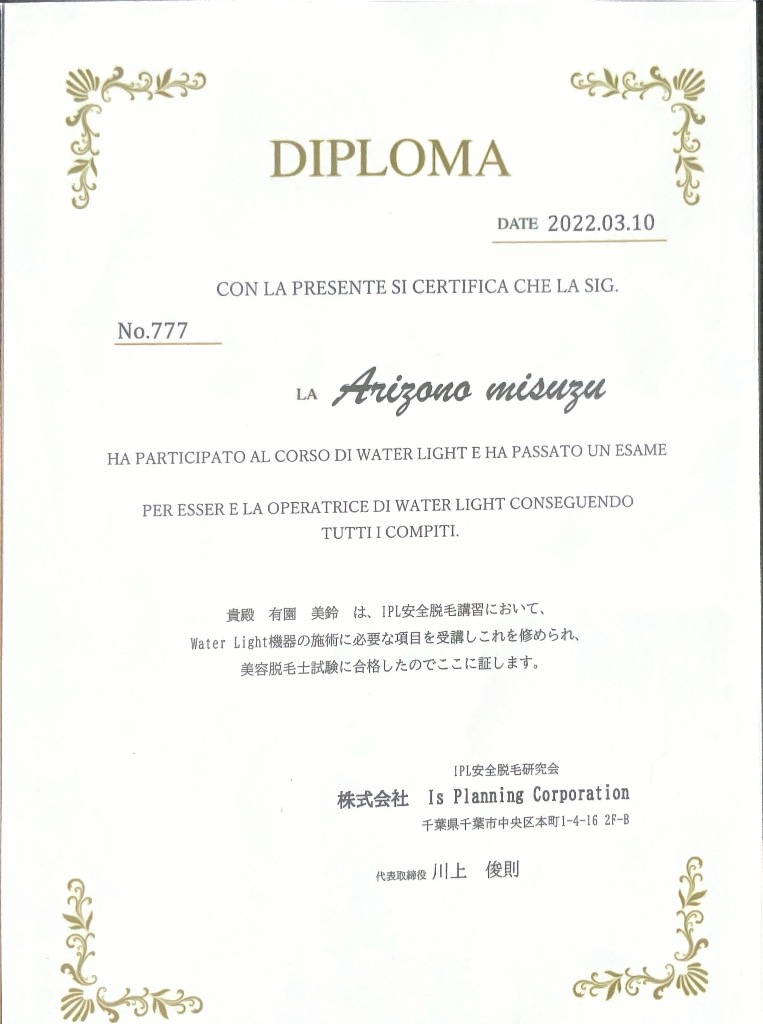 DIPLOMA
DATE 2022.03.10
CON LA PRESENTE SI CERTIFICA CHE LA SIG.
No.777
LA Arizono misuzu
HA PARTICIPATO AL CORSO DI WATER LIGHT E HA PASSATO UN ESAME
PER ESSER E LA OPERATRICE DI WATER LIGHT CONSEGUENDO
TUTTI I COMPITI.
貴殿　有園　美鈴　は、IPL安全脱毛講習において、
Water Light機器の施術に必要な項目を受講しこれを修められ、
美容脱毛士試験に合格したのでここに証します。
IPL安全脱毛研究会
株式会社　Is Planning Corporation
千葉県千葉市中央区本町1-4-16 2F-B
代表取締役 川上　俊則